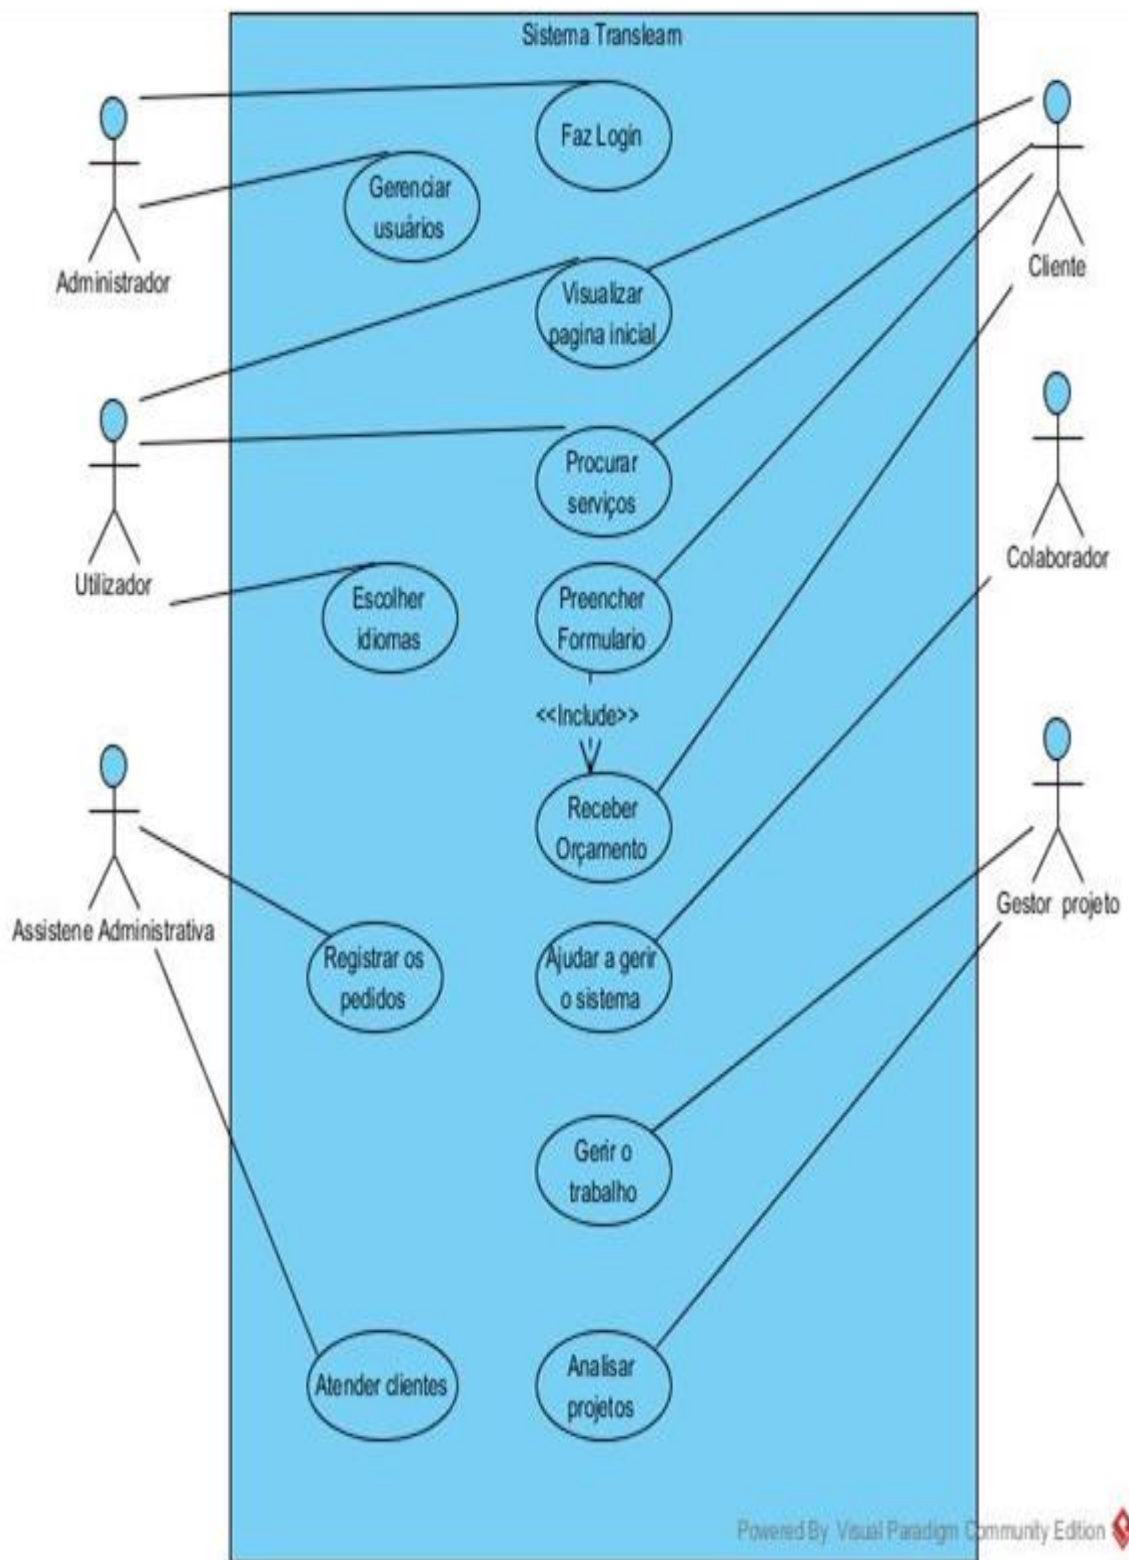 Sistema Translearn
Faz Login
Gerenciar
usuários
Administrador
Cliente
Visualizar
pagina inicial
Procurar
serviços
Utilizador
Colaborador
Escolher
idiomas
Preencher
Formulario
<<Include>>
Receber
Orçamento
Assistene Administrativa
Gestor projeto
Registrar os
pedidos
Ajudar a gerir
o sistema
Gerir o
trabalho
Atender clientes
Analisar
projetos
Powered By Visual Paradigm Community Edition